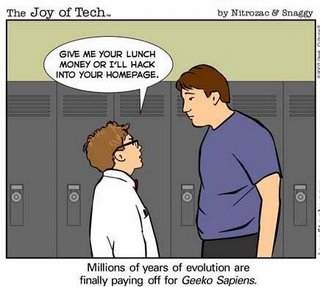 The Joy of Tech™ by Nitrozac & Snaggy
GIVE ME YOUR LUNCH
MONEY OR I'LL HACK
INTO YOUR HOMEPAGE.
Millions of years of evolution are
finally paying off for Geeko Sapiens.